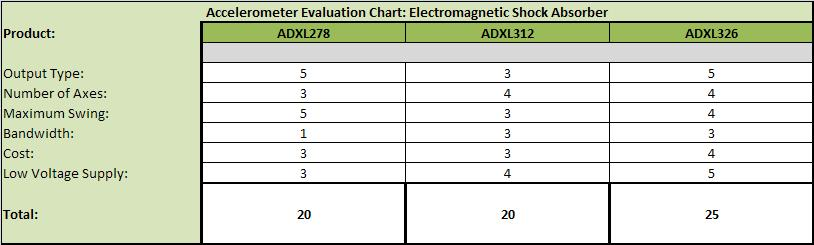 Accelerometer Evaluation Chart: Electromagnetic Shock Absorber
Product: ADXL278 ADXL312 ADXL326
Output Type: 5 3 5
Number of Axes: 3 4 4
Maximum Swing: 5 3 4
Bandwidth: 1 3 3
Cost: 3 3 4
Low Voltage Supply: 3 4 5
Total: 20 20 25